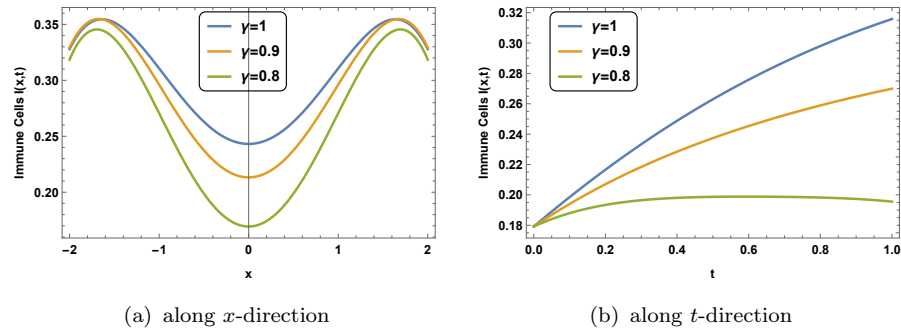 γ=1
γ=0.9
γ=0.8
Immune Cells I(x,t)
0.35
0.30
0.25
0.20
−2
−1
0
1
2
x
(a) along x-direction
γ=1
γ=0.9
γ=0.8
Immune Cells I(x,t)
0.32
0.30
0.28
0.26
0.24
0.22
0.20
0.18
0.0
0.2
0.4
0.6
0.8
1.0
t
(b) along t-direction